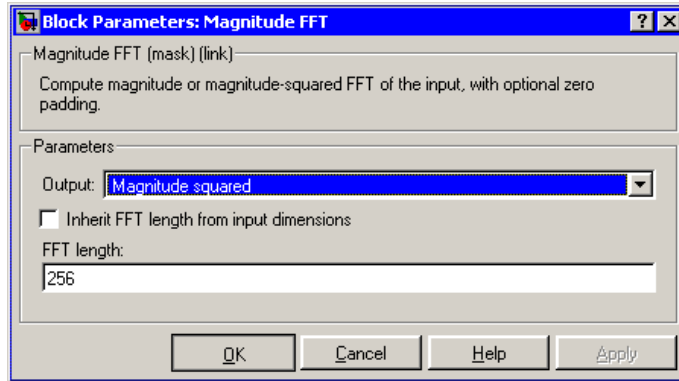 Block Parameters: Magnitude FFT
Magnitude FFT (mask) (link)
Compute magnitude or magnitude-squared FFT of the input, with optional zero
padding.
Parameters
Output: Magnitude squared
Inherit FFT length from input dimensions
FFT length:
256
OK Cancel Help Apply